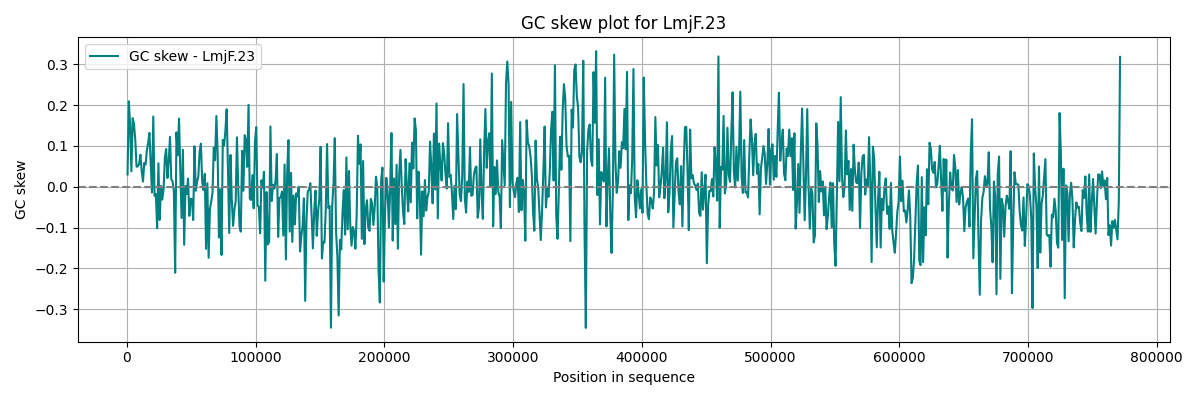 GC skew plot for LmjF.23
GC skew - LmjF.23
GC skew
0.3
0.2
0.1
0.0
−0.1
−0.2
−0.3
0 100000 200000 300000 400000 500000 600000 700000 800000
Position in sequence